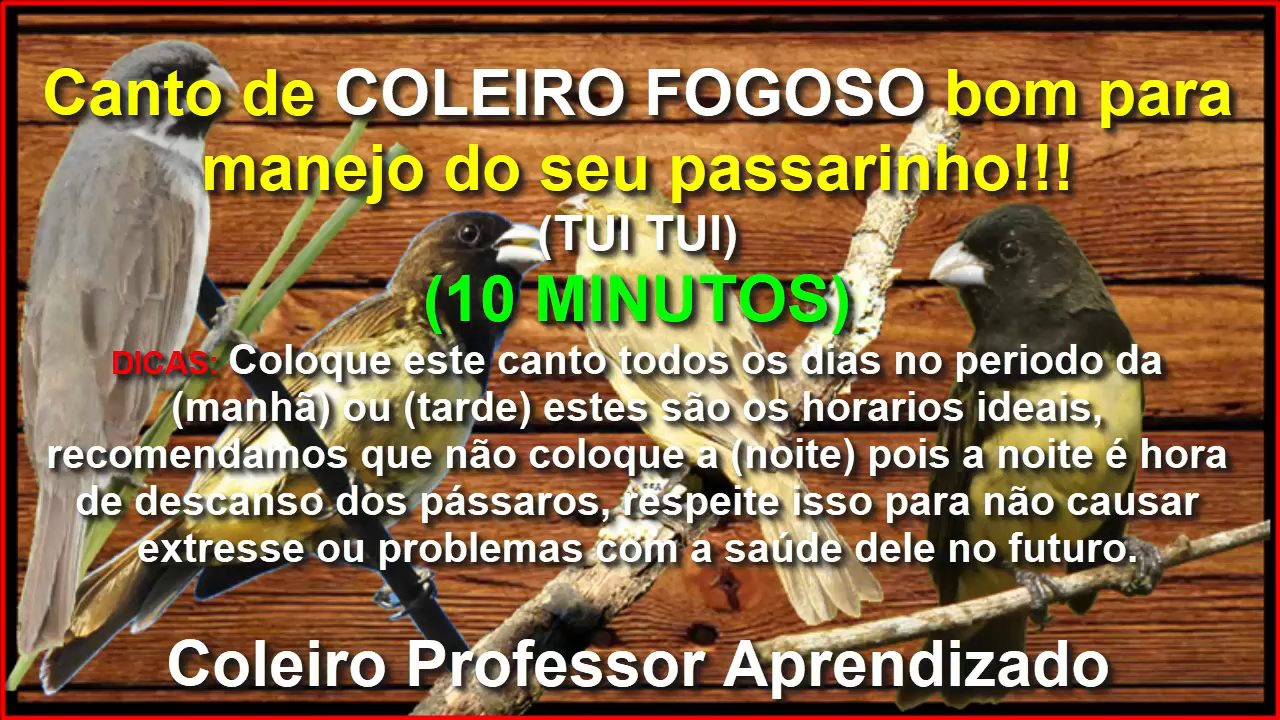 Canto de COLEIRO FOGOSO bom para
manejo do seu passarinho!!!
(TUI TUI)
(10 MINUTOS)
DICAS: Coloque este canto todos os dias no periodo da
(manhã) ou (tarde) estes são os horarios ideais,
recomendamos que não coloque a (noite) pois a noite é hora
de descanso dos pássaros, respeite isso para não causar
extresse ou problemas com a saúde dele no futuro.
Coleiro Professor Aprendizado